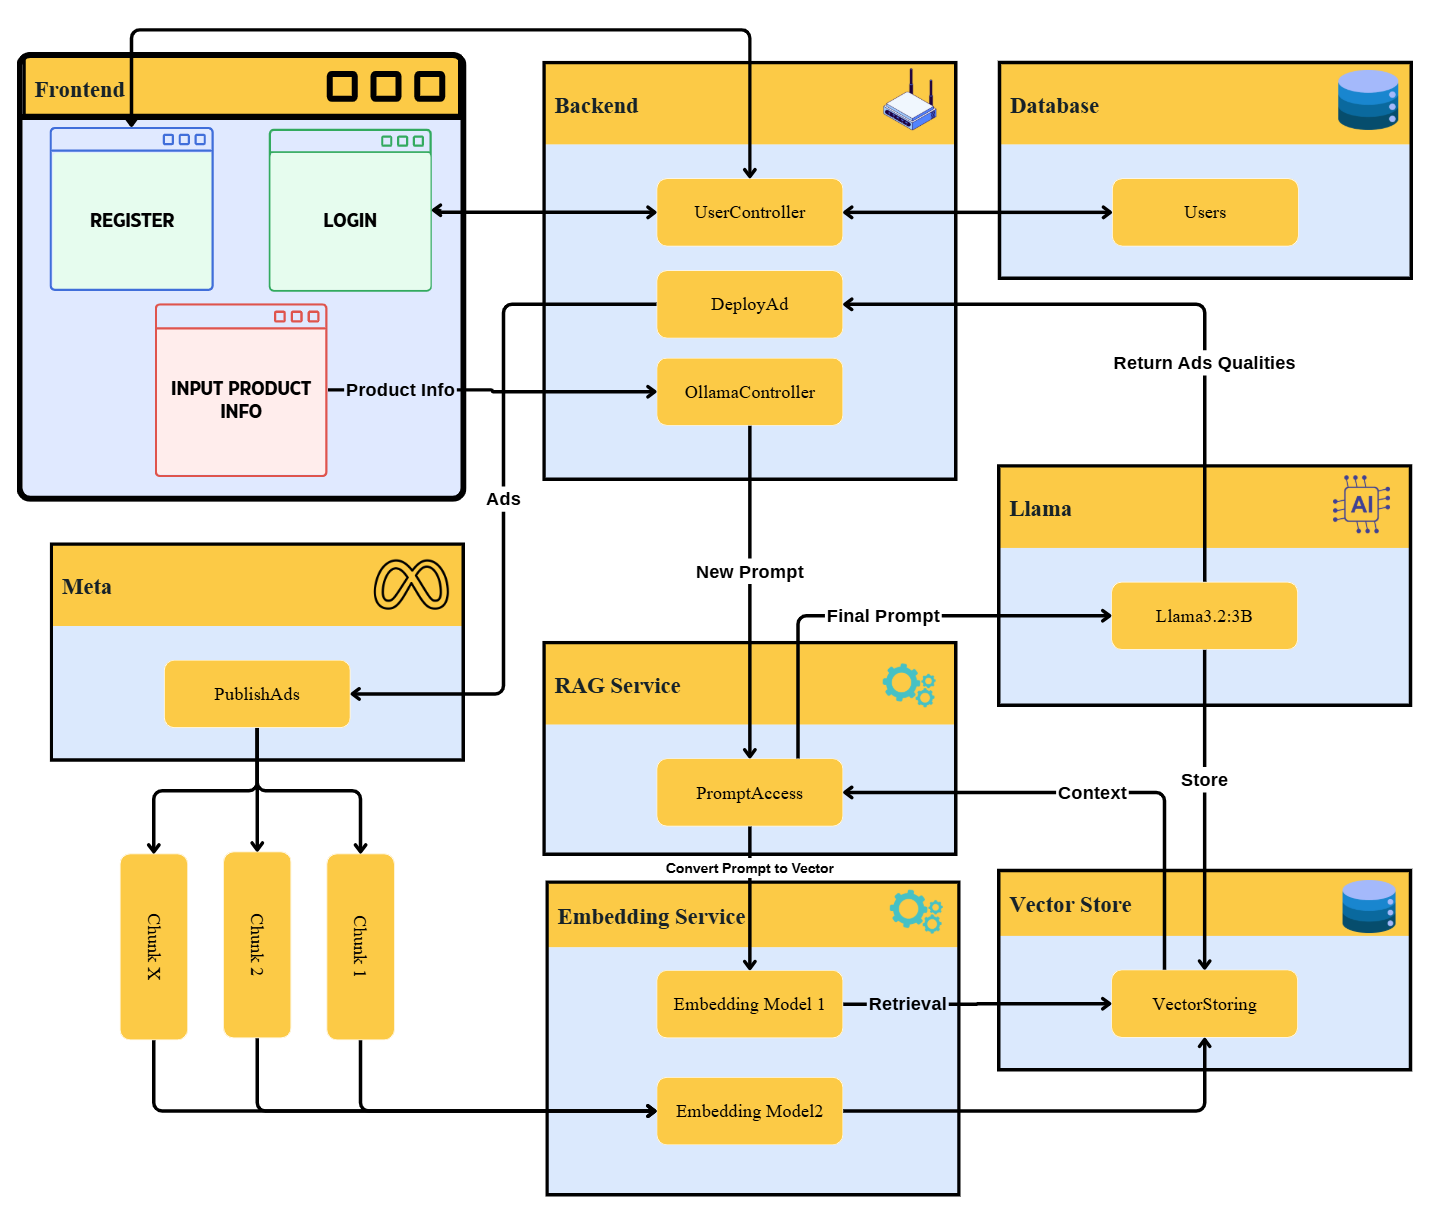 Frontend
REGISTER
LOGIN
INPUT PRODUCT
INFO
Product Info
Backend
UserController
DeployAd
OllamaController
Database
Users
Return Ads Qualities
Ads
New Prompt
Llama
AI
Llama3.2:3B
Final Prompt
Meta
PublishAds
RAG Service
PromptAccess
Context
Store
Convert Prompt to Vector
Chunk X
Chunk 2
Chunk 1
Embedding Service
Embedding Model 1
Retrieval
Embedding Model2
Vector Store
VectorStoring